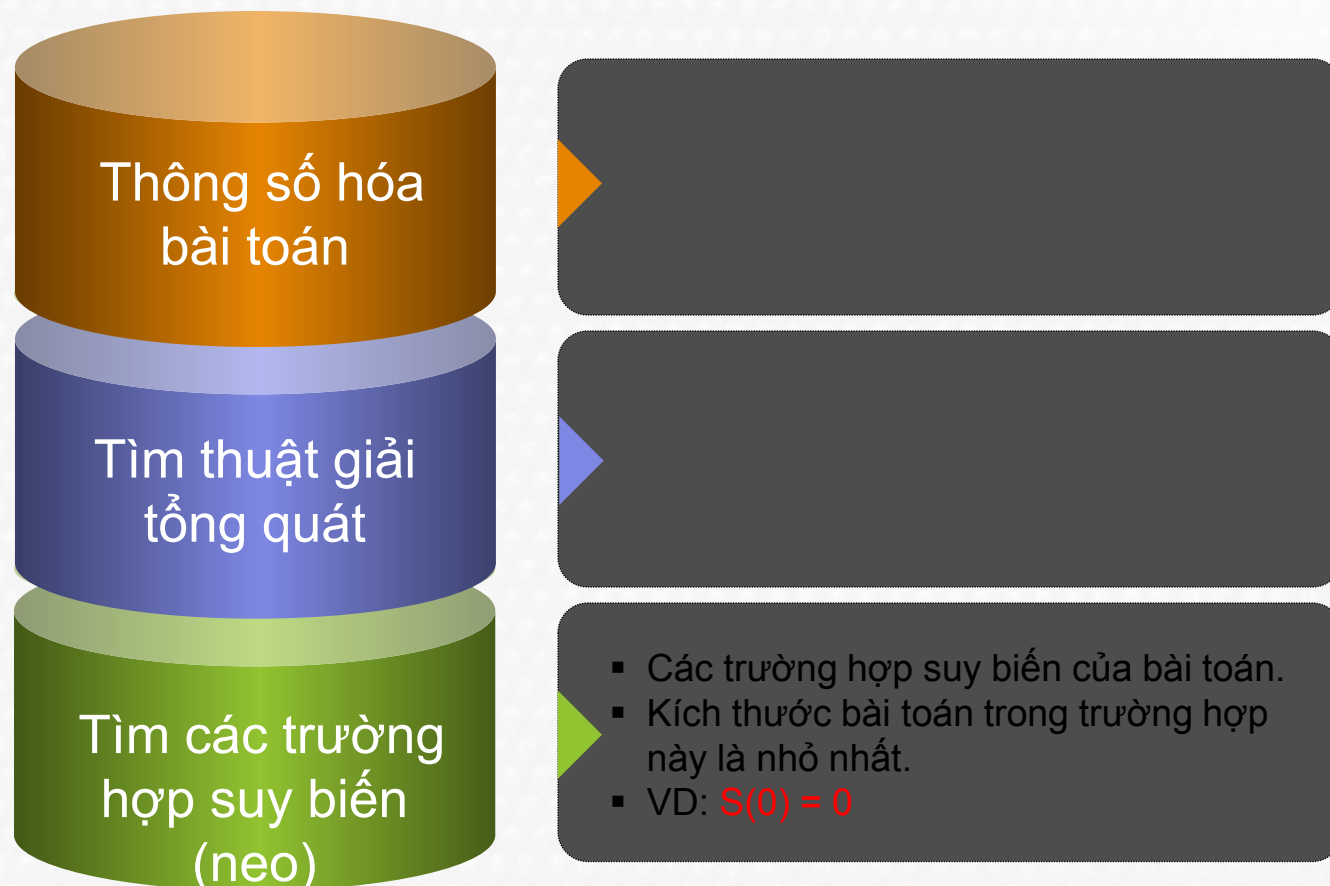 Thông số hóa
bài toán
Tìm thuật giải
tổng quát
Tìm các trường
hợp suy biến
(neo)
▪ Các trường hợp suy biến của bài toán.
▪ Kích thước bài toán trong trường hợp
này là nhỏ nhất.
▪ VD: S(0) = 0